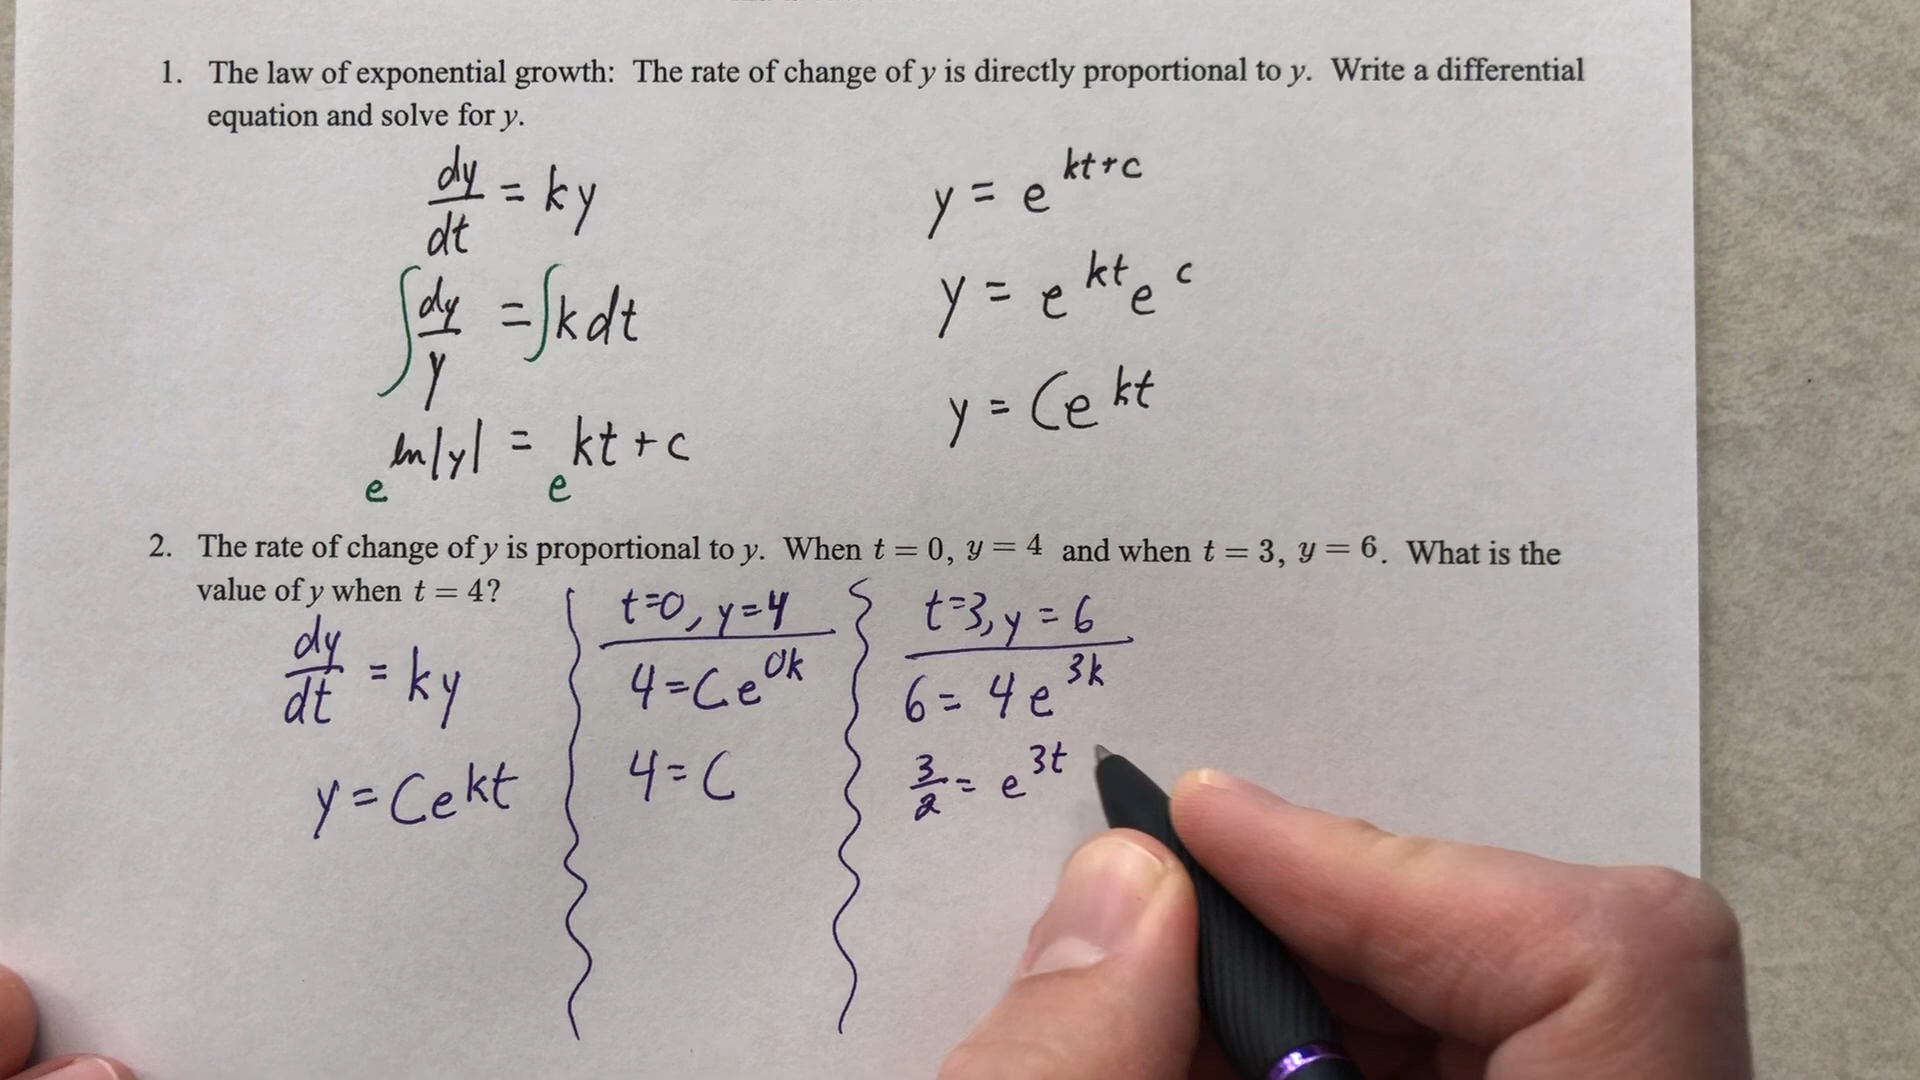 1. The law of exponential growth: The rate of change of y is directly proportional to y. Write a differential
equation and solve for y.
dy/dt = ky
∫dy/y = ∫k dt
e^ln|y| = e^kt+c
y = e^kt+c
y = e^kt e^c
y = Ce^kt
2. The rate of change of y is proportional to y. When t = 0, y = 4 and when t = 3, y = 6. What is the
value of y when t = 4?
dy/dt = ky
y = Ce^kt
t=0, y=4
4=Ce^0k
4=C
t=3, y=6
6=4e^3k
3/2=e^3t